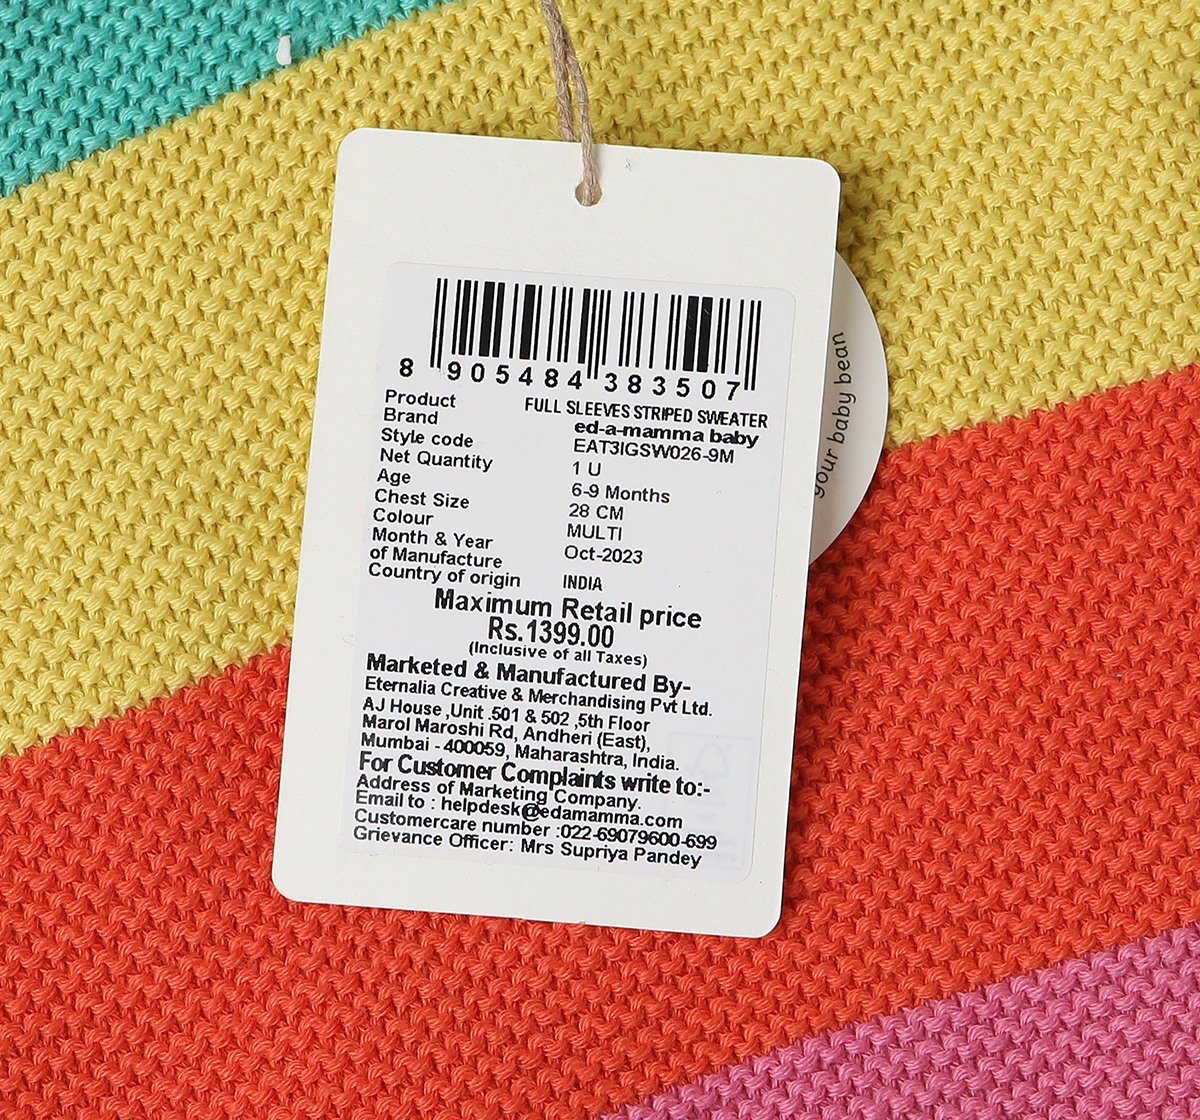 8 905484 383507
Product FULL SLEEVES STRIPED SWEATER
Brand ed-a-mamma baby
Style code EAT3IGSW026-9M
Net Quantity 1 U
Age 6-9 Months
Chest Size 28 CM
Colour MULTI
Month & Year
of Manufacture Oct-2023
Country of origin INDIA
Maximum Retail price
Rs.1399.00
(Inclusive of all Taxes)
Marketed & Manufactured By-
Eternalia Creative & Merchandising Pvt Ltd.
AJ House ,Unit .501 & 502 ,5th Floor
Marol Maroshi Rd, Andheri (East),
Mumbai - 400059, Maharashtra, India.
For Customer Complaints write to:-
Address of Marketing Company.
Email to : helpdesk@edamamma.com
Customercare number :022-69079600-699
Grievance Officer: Mrs Supriya Pandey
your baby bean